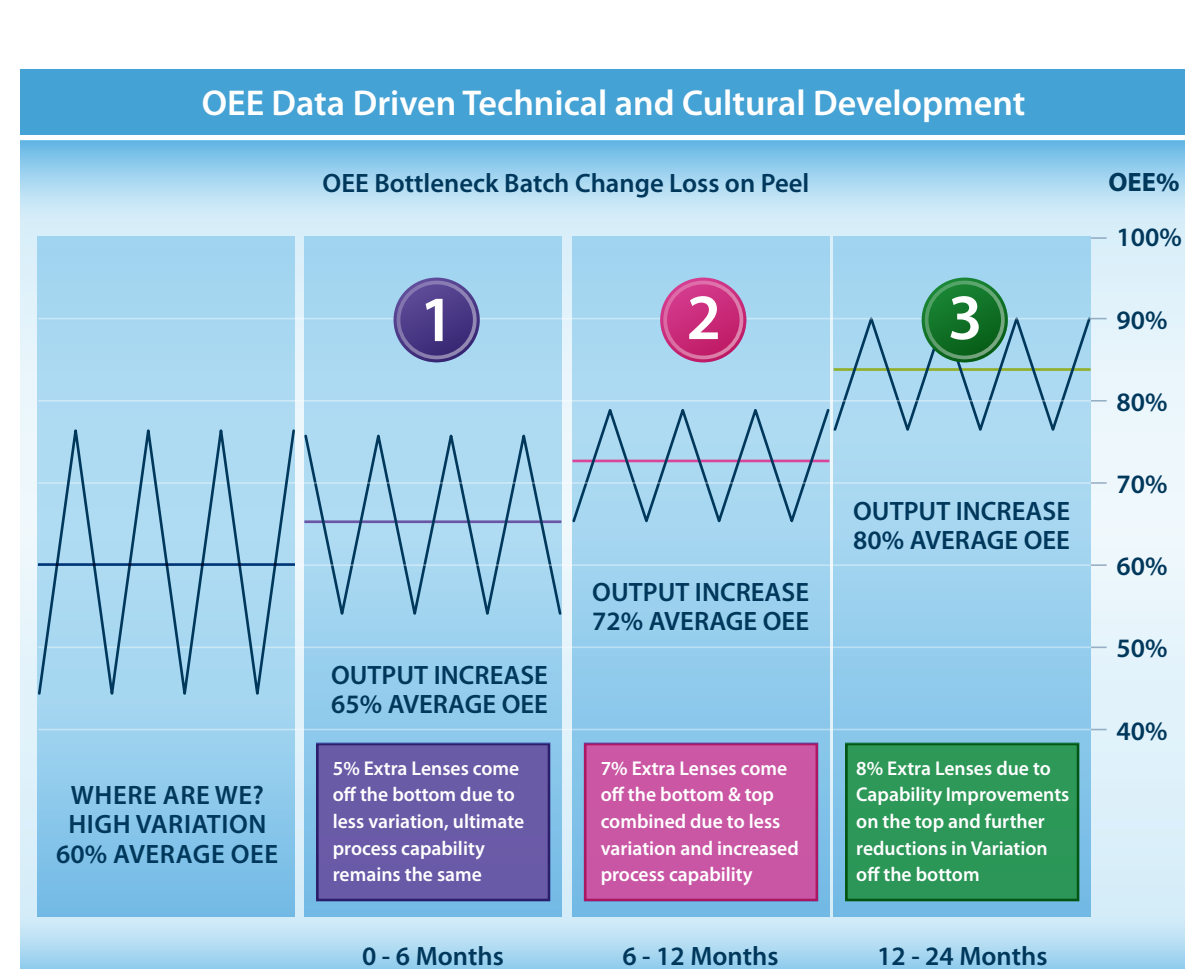 OEE Data Driven Technical and Cultural Development
OEE Bottleneck Batch Change Loss on Peel
OEE%
100%
90%
80%
70%
60%
50%
40%
WHERE ARE WE?
HIGH VARIATION
60% AVERAGE OEE
1
OUTPUT INCREASE
65% AVERAGE OEE
5% Extra Lenses come
off the bottom due to
less variation, ultimate
process capability
remains the same
0 - 6 Months
2
OUTPUT INCREASE
72% AVERAGE OEE
7% Extra Lenses come
off the bottom & top
combined due to less
variation and increased
process capability
6 - 12 Months
3
OUTPUT INCREASE
80% AVERAGE OEE
8% Extra Lenses due to
Capability Improvements
on the top and further
reductions in Variation
off the bottom
12 - 24 Months